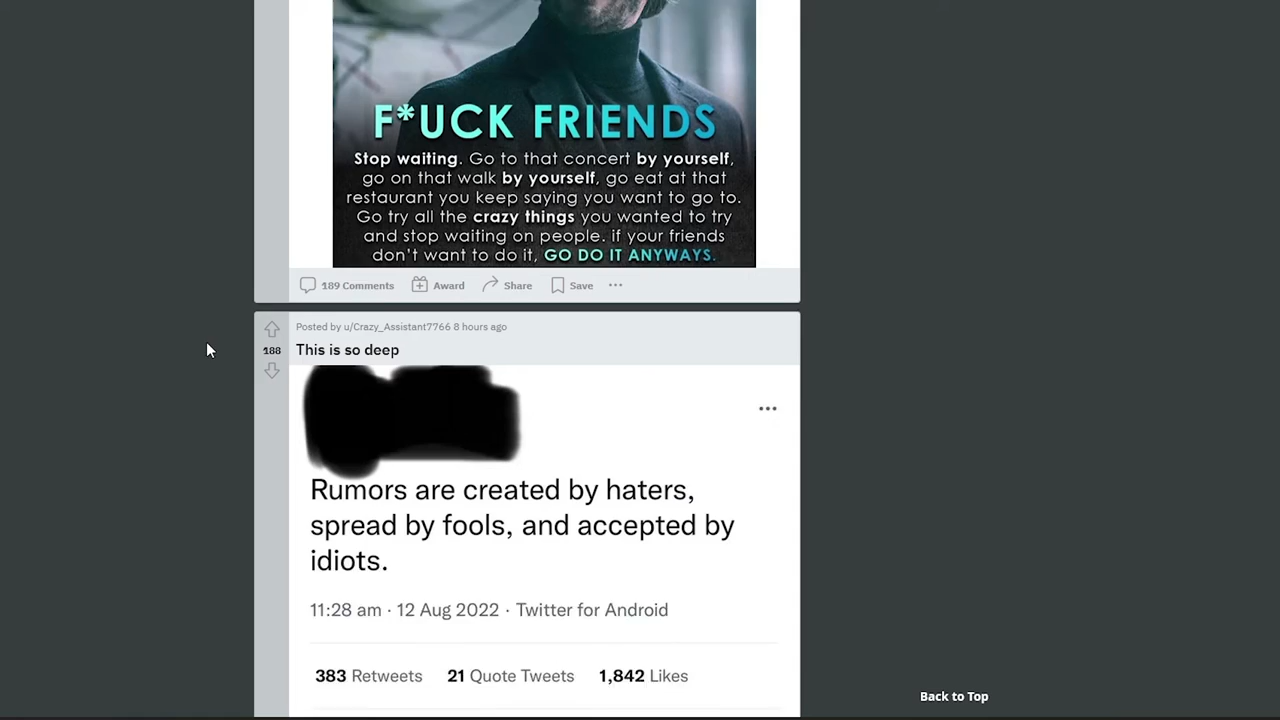 F*UCK FRIENDS
Stop waiting. Go to that concert by yourself,
go on that walk by yourself, go eat at that
restaurant you keep saying you want to go to.
Go try all the crazy things you wanted to try
and stop waiting on people. if your friends
don't want to do it, GO DO IT ANYWAYS.
189 Comments Award Share Save
Posted by u/Crazy_Assistant7766 8 hours ago
188 This is so deep
Rumors are created by haters,
spread by fools, and accepted by
idiots.
11:28 am · 12 Aug 2022 · Twitter for Android
383 Retweets 21 Quote Tweets 1,842 Likes
Back to Top